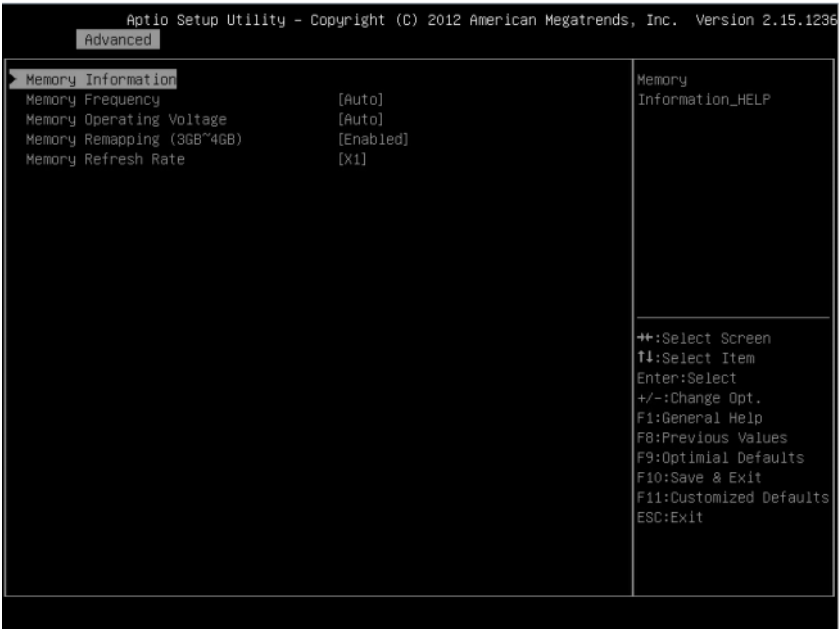 Aptio Setup Utility – Copyright (C) 2012 American Megatrends, Inc. Version 2.15.1236
Advanced
Memory Information
Memory Frequency [Auto]
Memory Operating Voltage [Auto]
Memory Remapping (3GB~4GB) [Enabled]
Memory Refresh Rate [X1]
Memory
Information_HELP
→←:Select Screen
↑↓:Select Item
Enter:Select
+/-:Change Opt.
F1:General Help
F8:Previous Values
F9:Optimial Defaults
F10:Save & Exit
F11:Customized Defaults
ESC:Exit